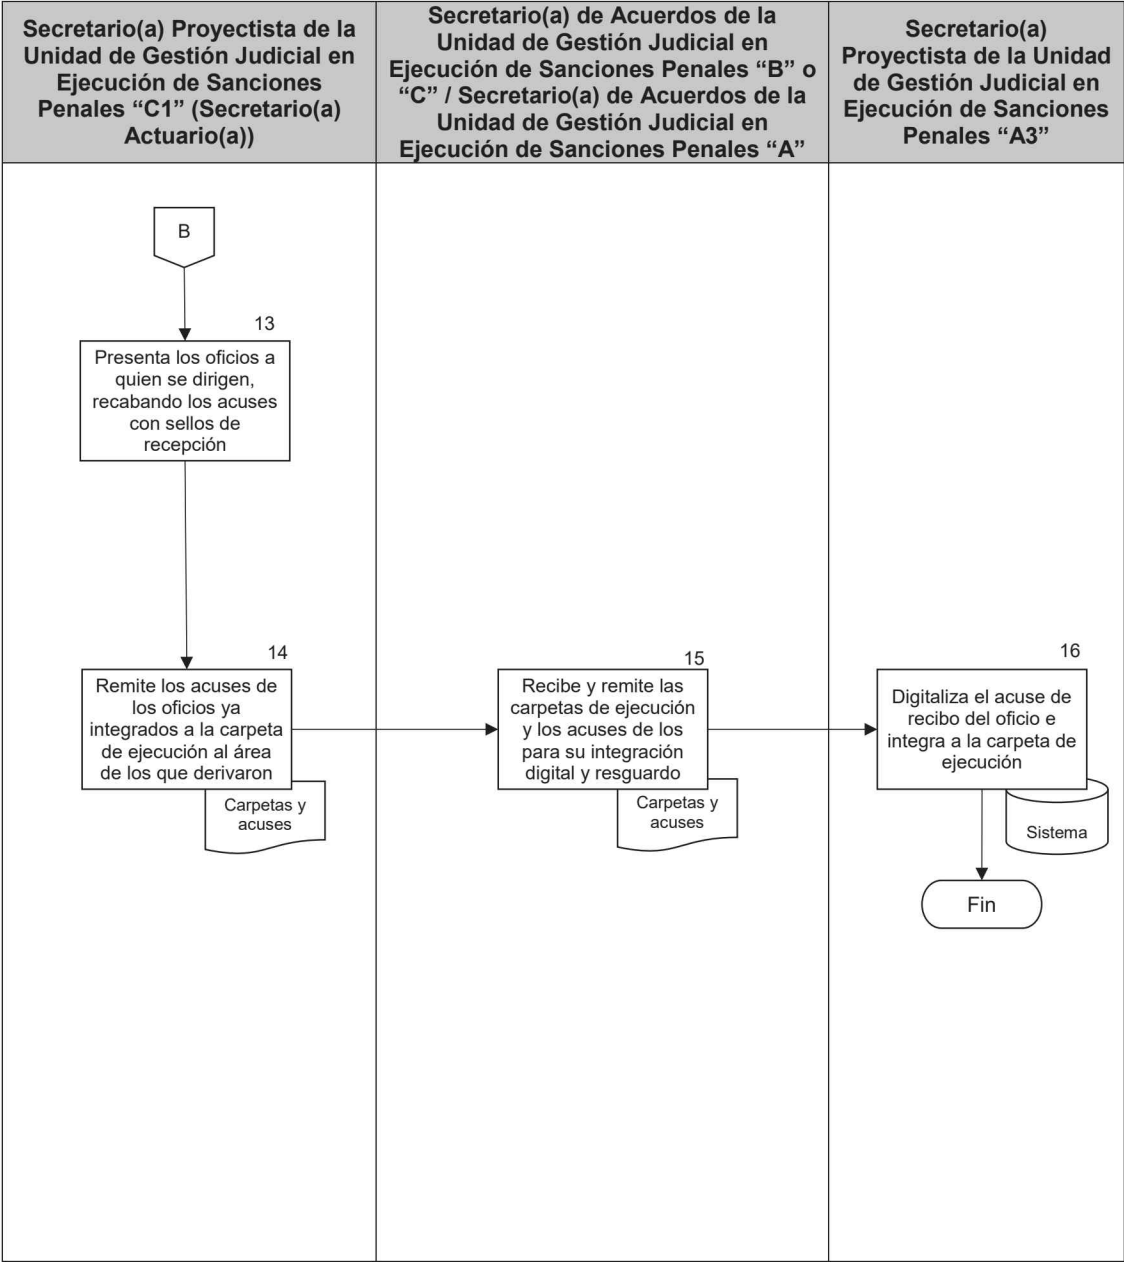 Secretario(a) Proyectista de la
Unidad de Gestión Judicial en
Ejecución de Sanciones
Penales “C1” (Secretario(a)
Actuario(a))
Secretario(a) de Acuerdos de la
Unidad de Gestión Judicial en
Ejecución de Sanciones Penales “B” o
“C” / Secretario(a) de Acuerdos de la
Unidad de Gestión Judicial en
Ejecución de Sanciones Penales “A”
Secretario(a)
Proyectista de la Unidad
de Gestión Judicial en
Ejecución de Sanciones
Penales “A3”
B
13
Presenta los oficios a
quien se dirigen,
recabando los acuses
con sellos de
recepción
14
Remite los acuses de
los oficios ya
integrados a la carpeta
de ejecución al área
de los que derivaron
Carpetas y
acuses
15
Recibe y remite las
carpetas de ejecución
y los acuses de los
para su integración
digital y resguardo
Carpetas y
acuses
16
Digitaliza el acuse de
recibo del oficio e
integra a la carpeta de
ejecución
Sistema
Fin